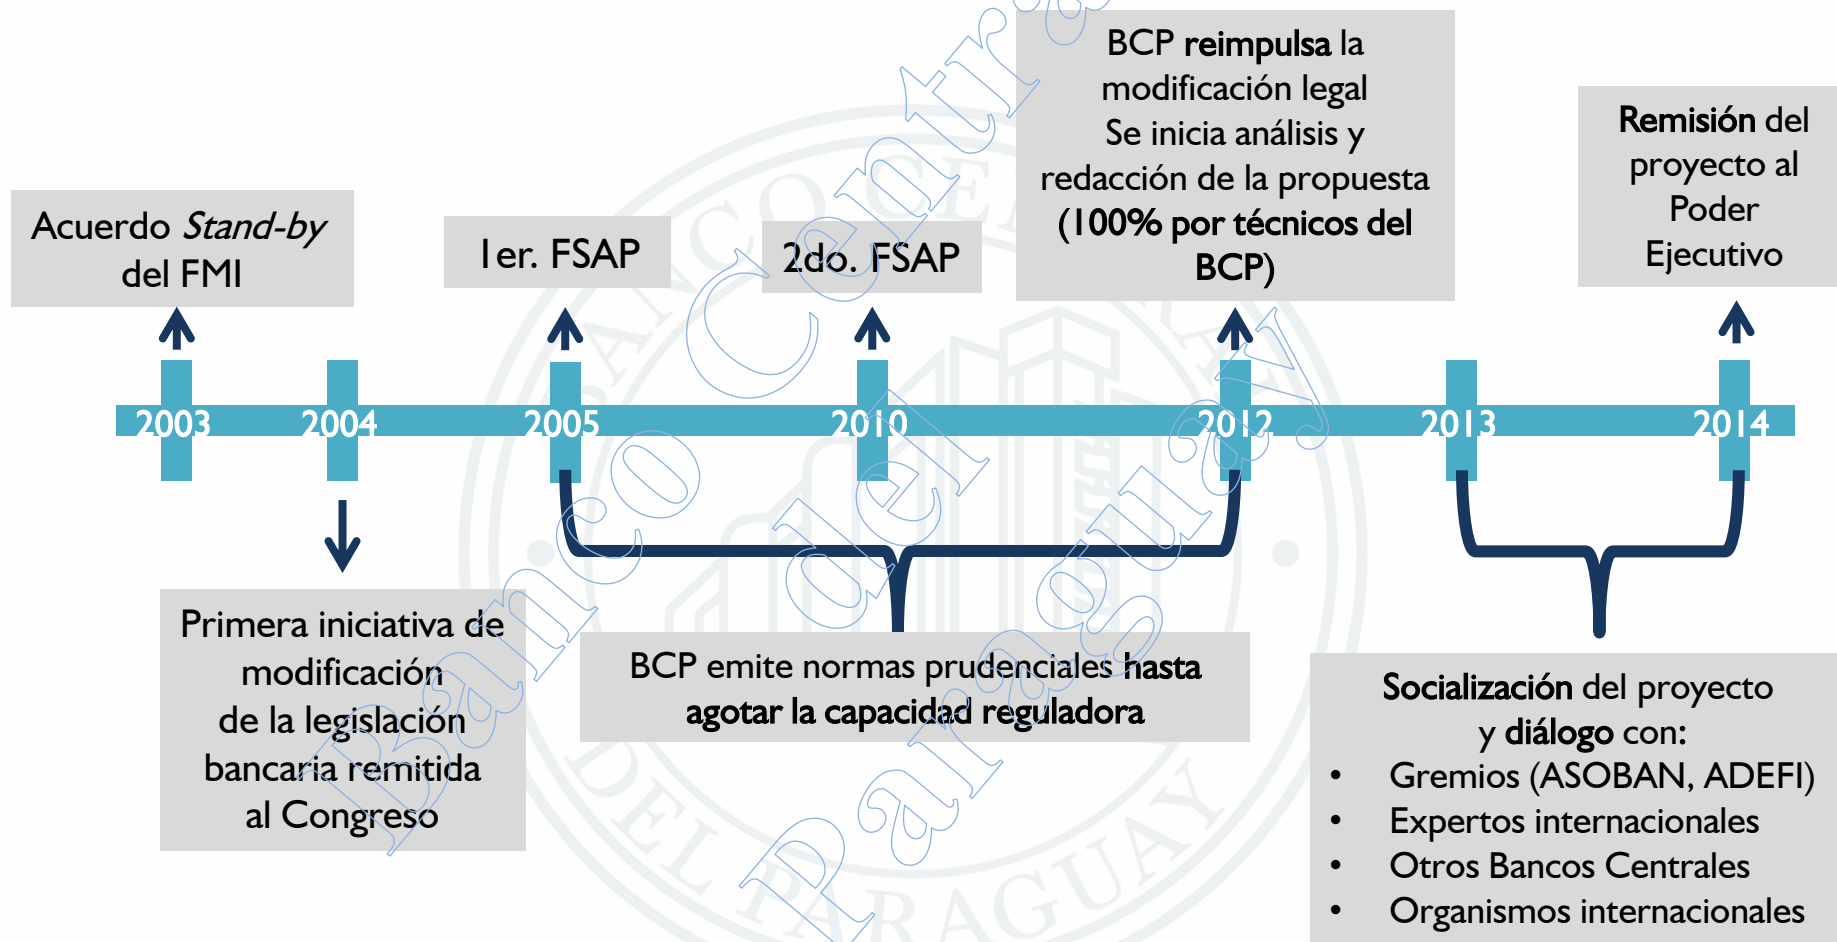 Acuerdo Stand-by
del FMI
1er. FSAP
2do. FSAP
BCP reimpulsa la
modificación legal
Se inicia análisis y
redacción de la propuesta
(100% por técnicos del
BCP)
Remisión del
proyecto al
Poder
Ejecutivo
2003
2004
2005
2010
2012
2013
2014
Primera iniciativa de
modificación
de la legislación
bancaria remitida
al Congreso
BCP emite normas prudenciales hasta
agotar la capacidad reguladora
Socialización del proyecto
y diálogo con:
• Gremios (ASOBAN, ADEFI)
• Expertos internacionales
• Otros Bancos Centrales
• Organismos internacionales
Banco Central
del
Paraguay
BANCO CENTRAL
DEL PARAGUAY